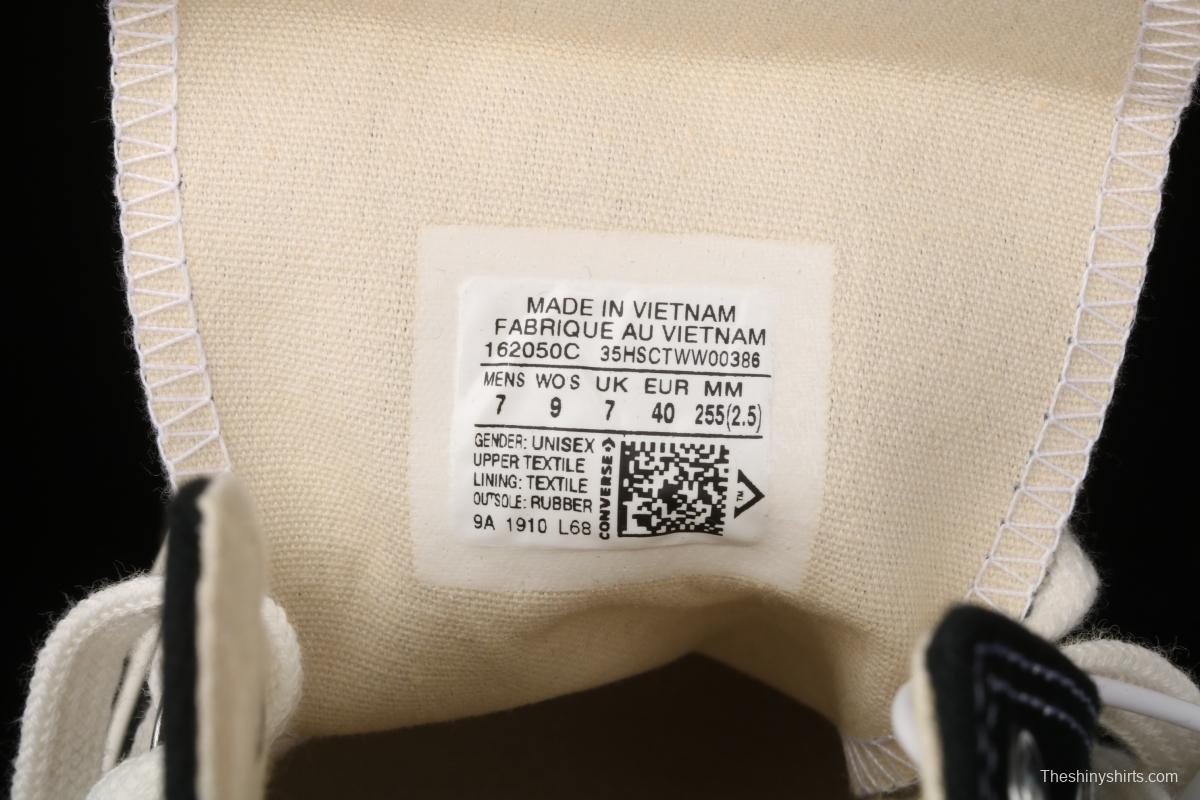 MADE IN VIETNAM
FABRIQUE AU VIETNAM
162050C 35HSCTWW00386
MENS WOS UK EUR MM
7 9 7 40 255(2.5)
GENDER: UNISEX
UPPER TEXTILE
LINING: TEXTILE
OUTSOLE: RUBBER
9A 1910 L68
CONVERSE
TM
Theshinyshirts.com